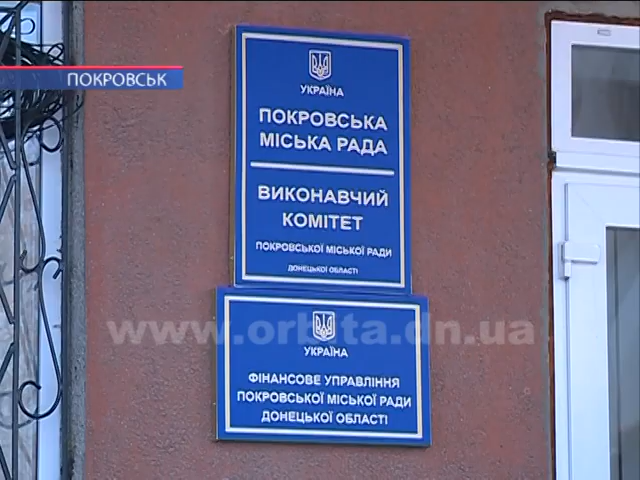 ПОКРОВСЬК
УКРАЇНА
ПОКРОВСЬКА
МІСЬКА РАДА
ВИКОНАВЧИЙ
КОМІТЕТ
ПОКРОВСЬКОЇ МІСЬКОЇ РАДИ
ДОНЕЦЬКОЇ ОБЛАСТІ
www.orbita.dn.ua
УКРАЇНА
ФІНАНСОВЕ УПРАВЛІННЯ
ПОКРОВСЬКОЇ МІСЬКОЇ РАДИ
ДОНЕЦЬКОЇ ОБЛАСТІ